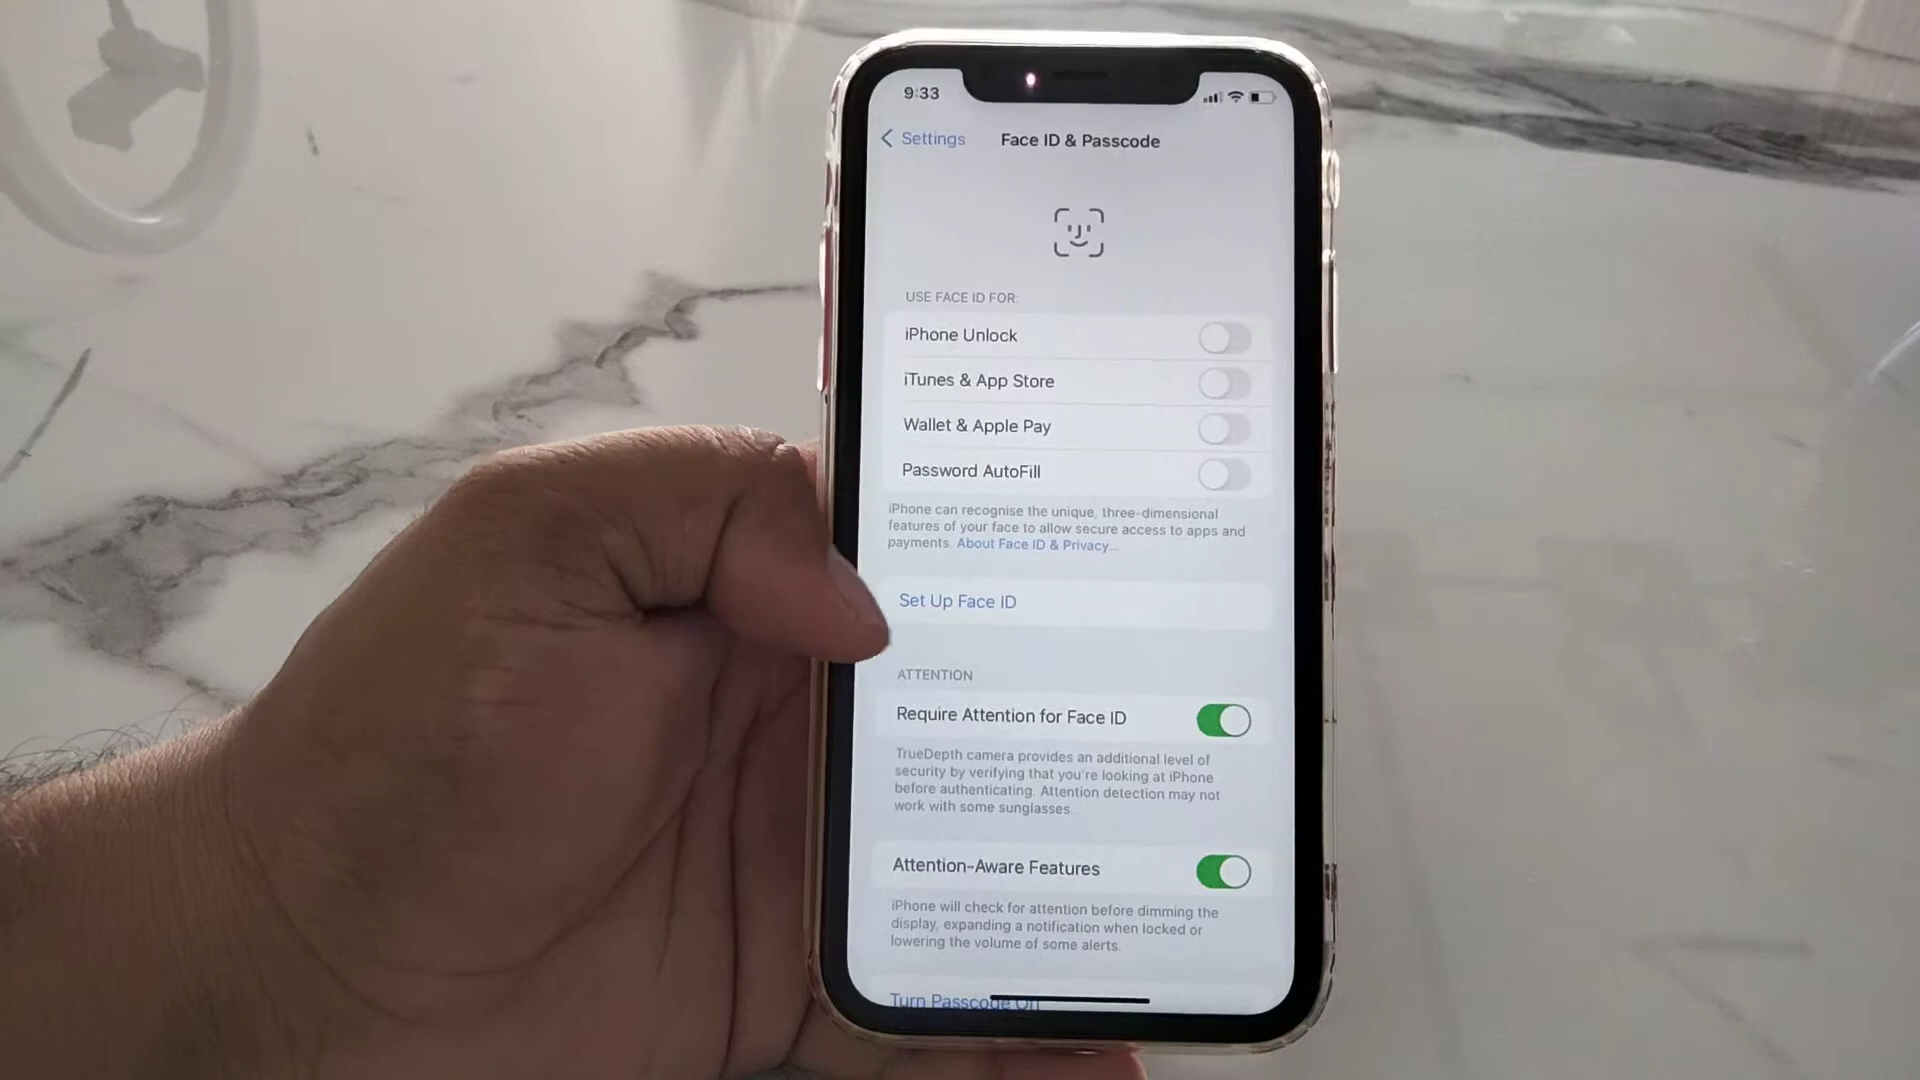 9:33
Settings
Face ID & Passcode
USE FACE ID FOR:
iPhone Unlock
iTunes & App Store
Wallet & Apple Pay
Password AutoFill
iPhone can recognise the unique, three-dimensional
features of your face to allow secure access to apps and
payments. About Face ID & Privacy...
Set Up Face ID
ATTENTION
Require Attention for Face ID
TrueDepth camera provides an additional level of
security by verifying that you're looking at iPhone
before authenticating. Attention detection may not
work with some sunglasses.
Attention-Aware Features
iPhone will check for attention before dimming the
display, expanding a notification when locked or
lowering the volume of some alerts.
Turn Passcode On